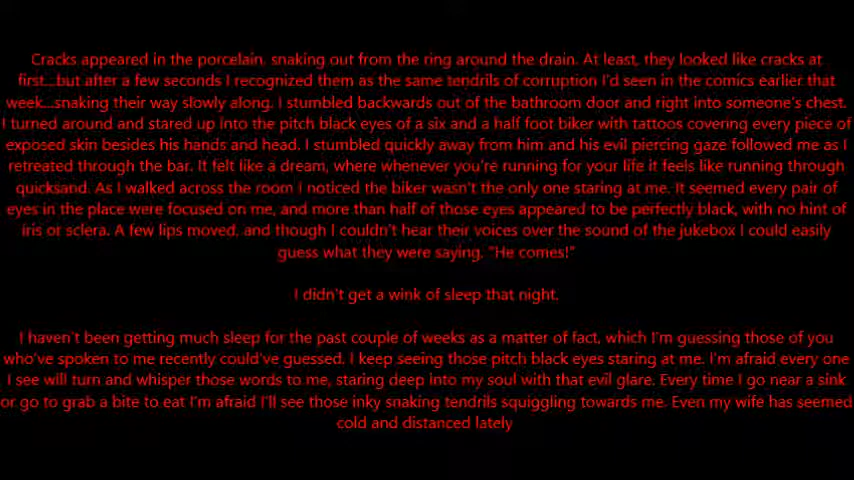 Cracks appeared in the porcelain, snaking out from the ring around the drain. At least, they looked like cracks at
first...but after a few seconds I recognized them as the same tendrils of corruption I'd seen in the comics earlier that
week...snaking their way slowly along. I stumbled backwards out of the bathroom door and right into someone's chest.
I turned around and stared up into the pitch black eyes of a six and a half foot biker with tattoos covering every piece of
exposed skin besides his hands and head. I stumbled quickly away from him and his evil piercing gaze followed me as I
retreated through the bar. It felt like a dream, where whenever you're running for your life it feels like running through
quicksand. As I walked across the room I noticed the biker wasn't the only one staring at me. It seemed every pair of
eyes in the place were focused on me, and more than half of those eyes appeared to be perfectly black, with no hint of
iris or sclera. A few lips moved, and though I couldn't hear their voices over the sound of the jukebox I could easily
guess what they were saying. "He comes!"
I didn't get a wink of sleep that night.
I haven't been getting much sleep for the past couple of weeks as a matter of fact, which I'm guessing those of you
who've spoken to me recently could've guessed. I keep seeing those pitch black eyes staring at me. I'm afraid every one
I see will turn and whisper those words to me, staring deep into my soul with that evil glare. Every time I go near a sink
or go to grab a bite to eat I'm afraid I'll see those inky snaking tendrils squiggling towards me. Even my wife has seemed
cold and distanced lately